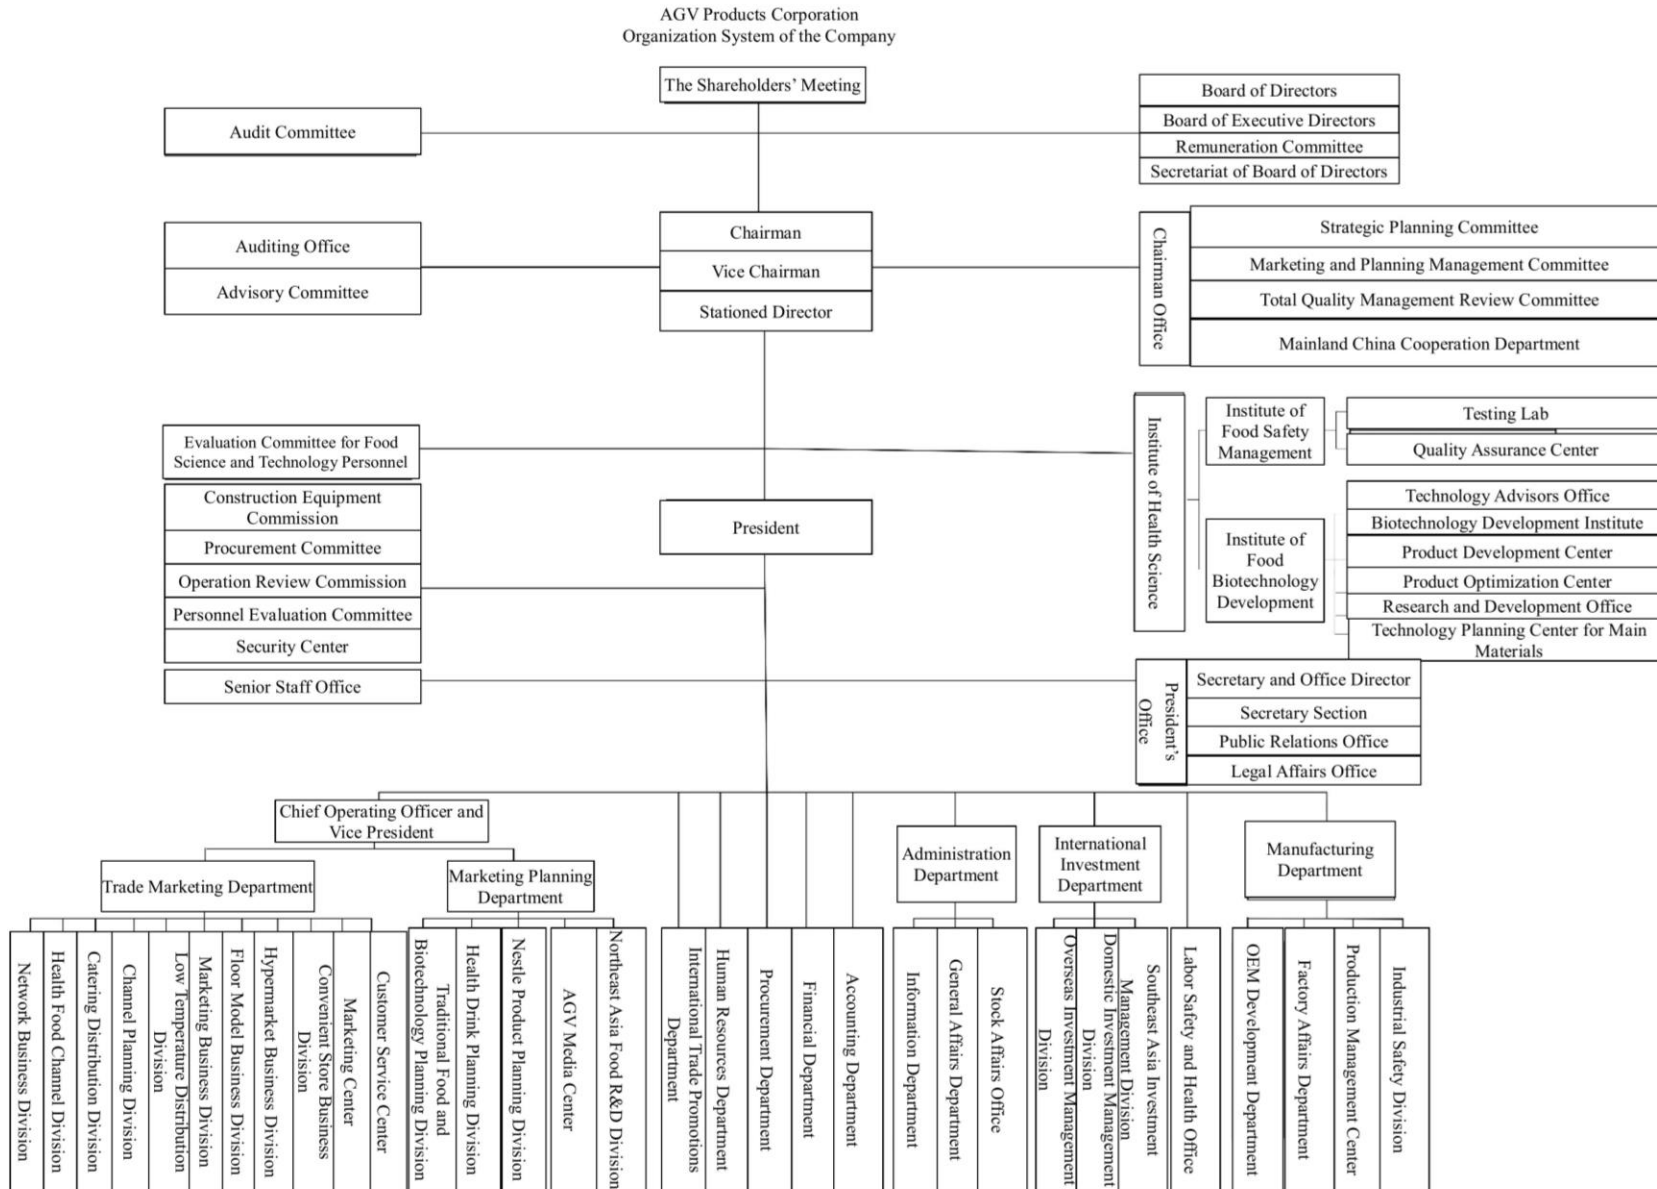 AGV Products Corporation
Organization System of the Company
The Shareholders’ Meeting
Audit Committee
Board of Directors
Board of Executive Directors
Remuneration Committee
Secretariat of Board of Directors
Auditing Office
Advisory Committee
Chairman
Vice Chairman
Stationed Director
Chairman Office
Strategic Planning Committee
Marketing and Planning Management Committee
Total Quality Management Review Committee
Mainland China Cooperation Department
Evaluation Committee for Food
Science and Technology Personnel
Construction Equipment
Commission
Procurement Committee
Operation Review Commission
Personnel Evaluation Committee
Security Center
Senior Staff Office
President
Institute of Health Science
Institute of
Food Safety
Management
Testing Lab
Quality Assurance Center
Institute of
Food
Biotechnology
Development
Technology Advisors Office
Biotechnology Development Institute
Product Development Center
Product Optimization Center
Research and Development Office
Technology Planning Center for Main
Materials
President’s
Office
Secretary and Office Director
Secretary Section
Public Relations Office
Legal Affairs Office
Chief Operating Officer and
Vice President
Trade Marketing Department
Marketing Planning
Department
Administration
Department
International
Investment
Department
Manufacturing
Department
Network Business Division
Health Food Channel Division
Catering Distribution Division
Channel Planning Division
Low Temperature Distribution
Division
Marketing Business Division
Floor Model Business Division
Hypermarket Business Division
Convenient Store Business
Division
Marketing Center
Customer Service Center
Traditional Food and
Biotechnology Planning Division
Health Drink Planning Division
Nestle Product Planning Division
AGV Media Center
Northeast Asia Food R&D Division
International Trade Promotions
Department
Human Resources Department
Procurement Department
Financial Department
Accounting Department
Information Department
General Affairs Department
Stock Affairs Office
Overseas Investment Management
Division
Domestic Investment Management
Division
Southeast Asia Investment
Management Division
Labor Safety and Health Office
OEM Development Department
Factory Affairs Department
Production Management Center
Industrial Safety Division